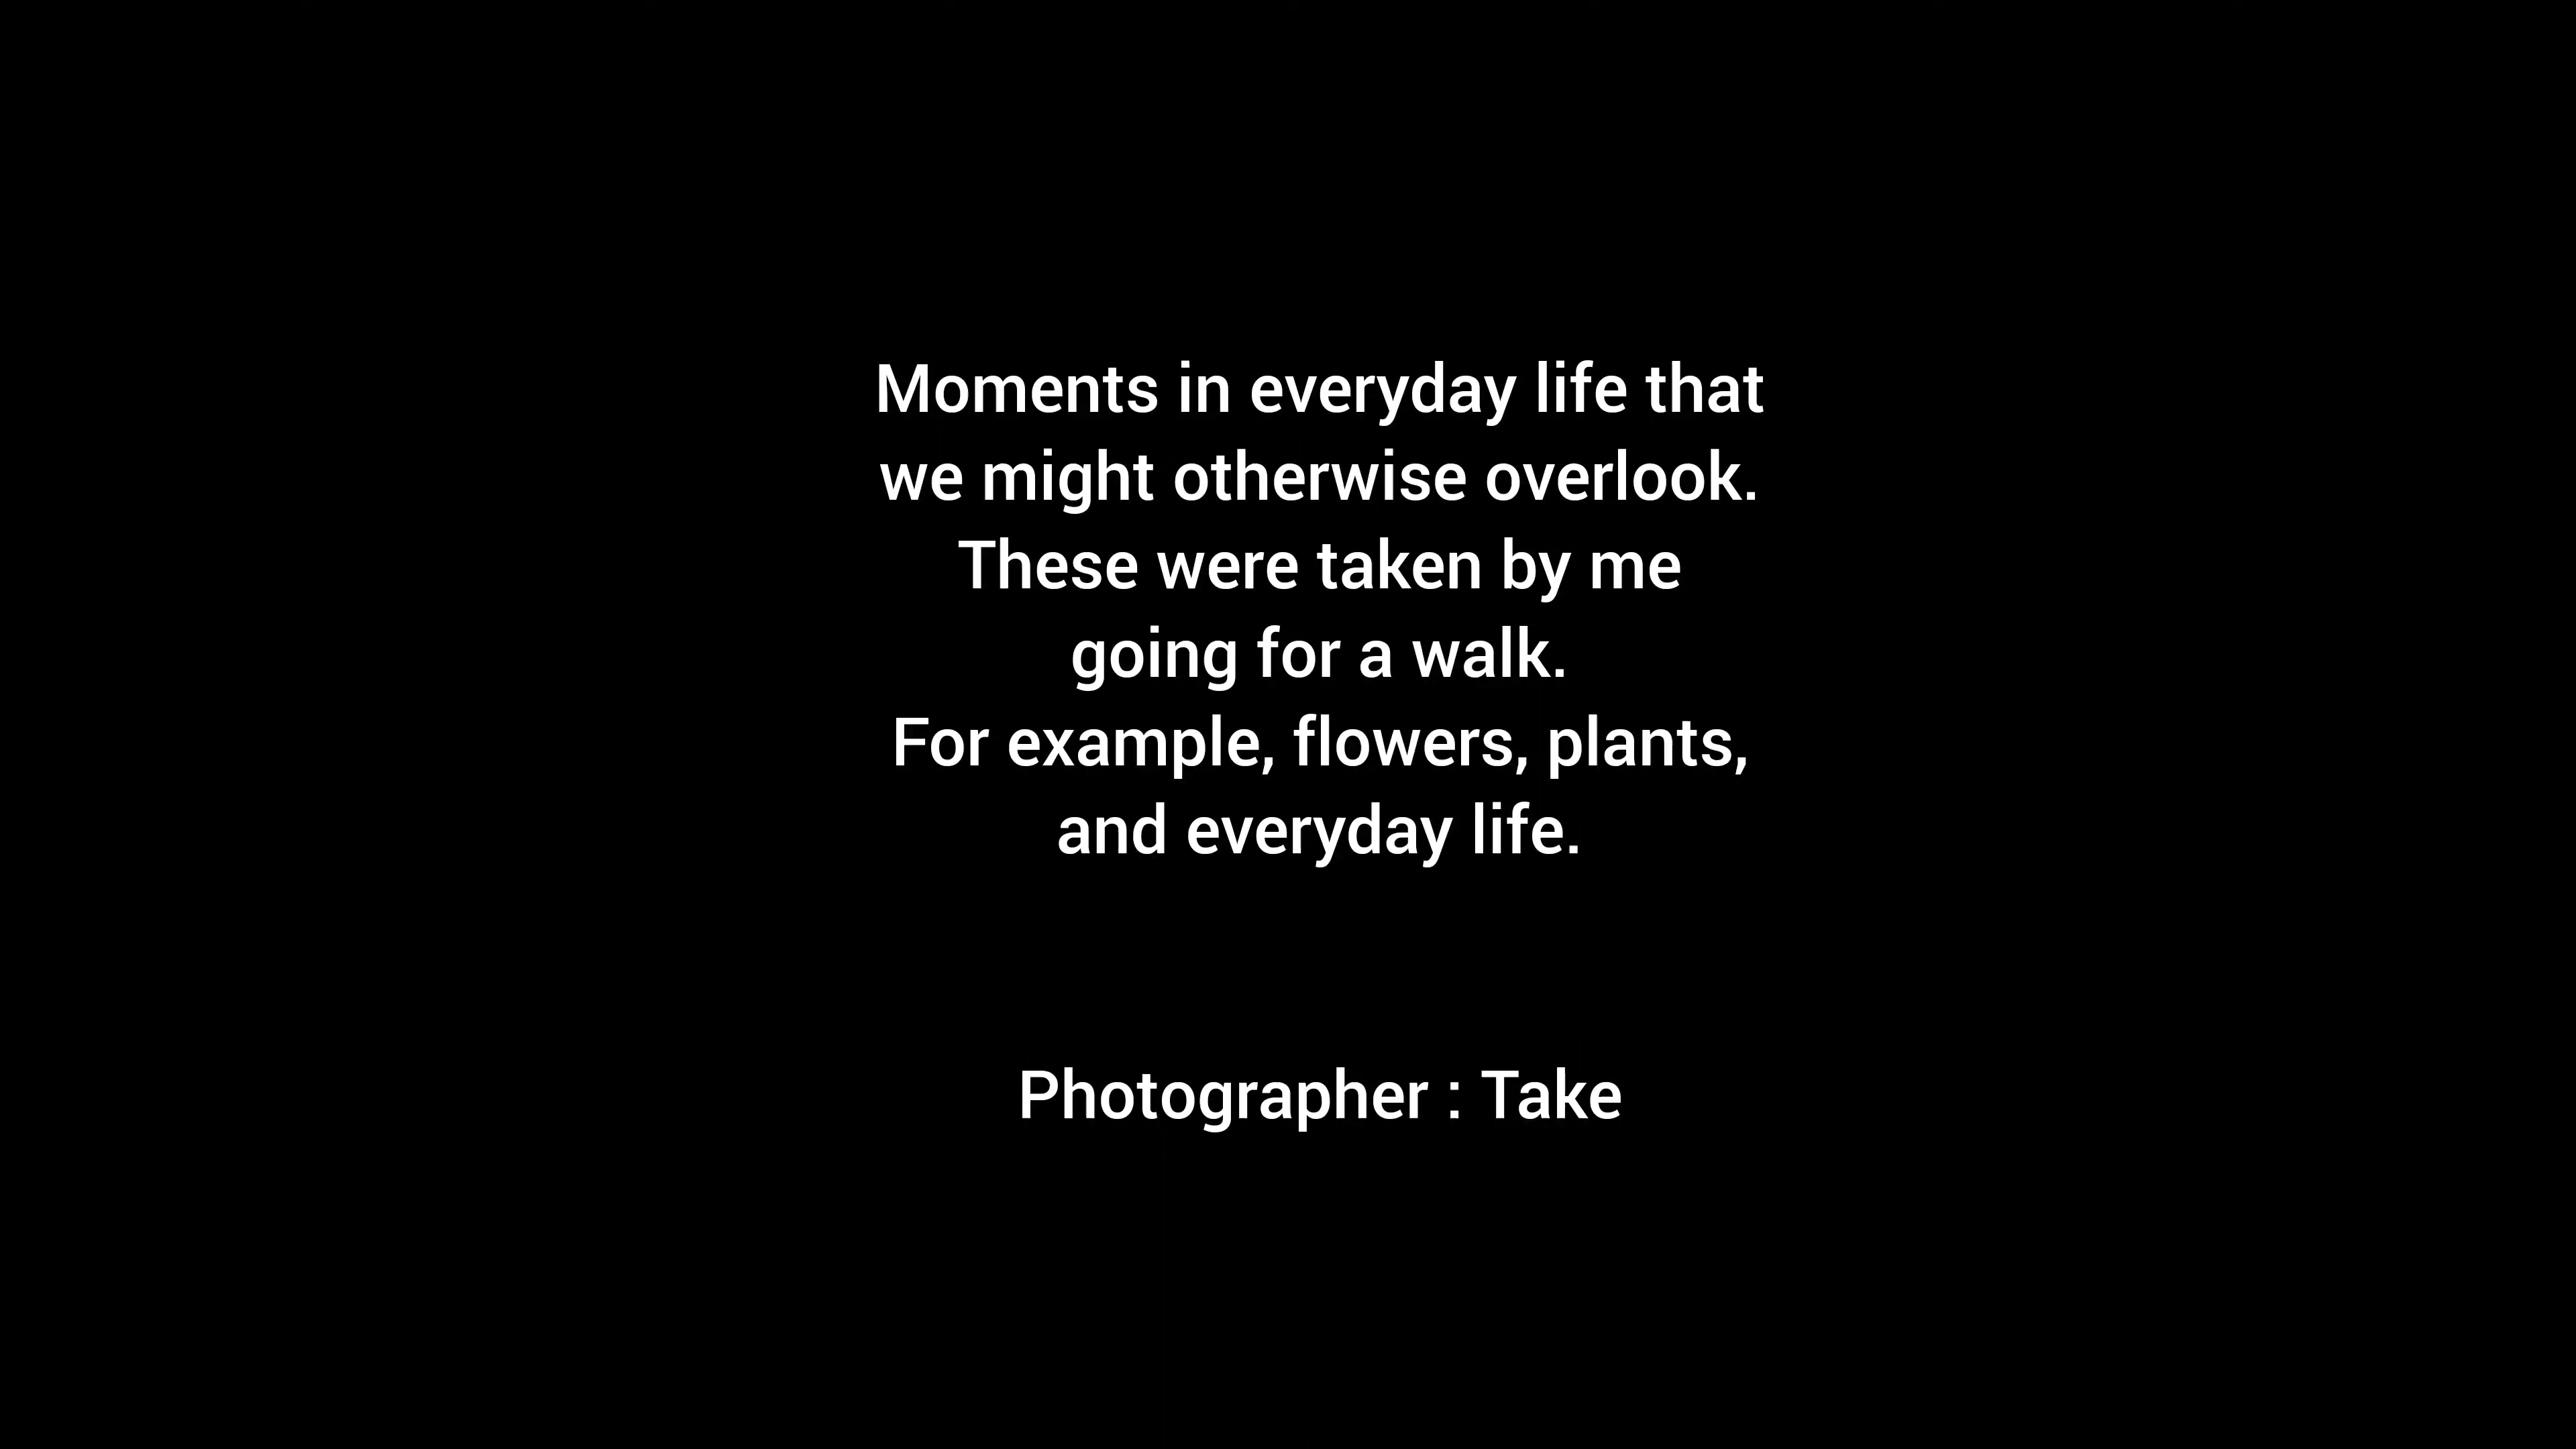 Moments in everyday life that
we might otherwise overlook.
These were taken by me
going for a walk.
For example, flowers, plants,
and everyday life.
Photographer : Take